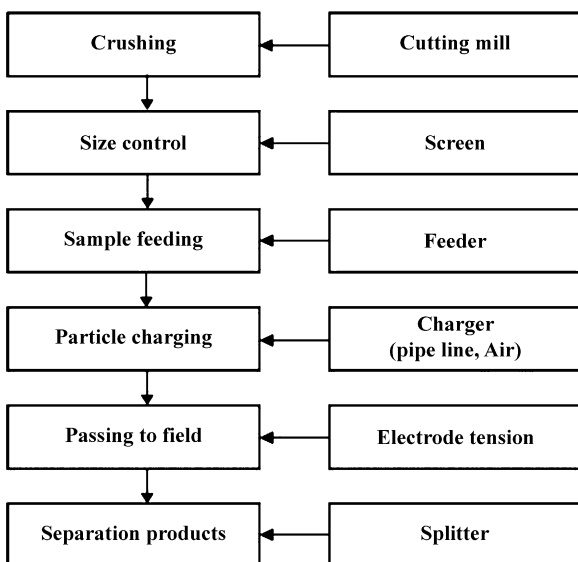 Crushing
Cutting mill
Size control
Screen
Sample feeding
Feeder
Particle charging
Charger
(pipe line, Air)
Passing to field
Electrode tension
Separation products
Splitter